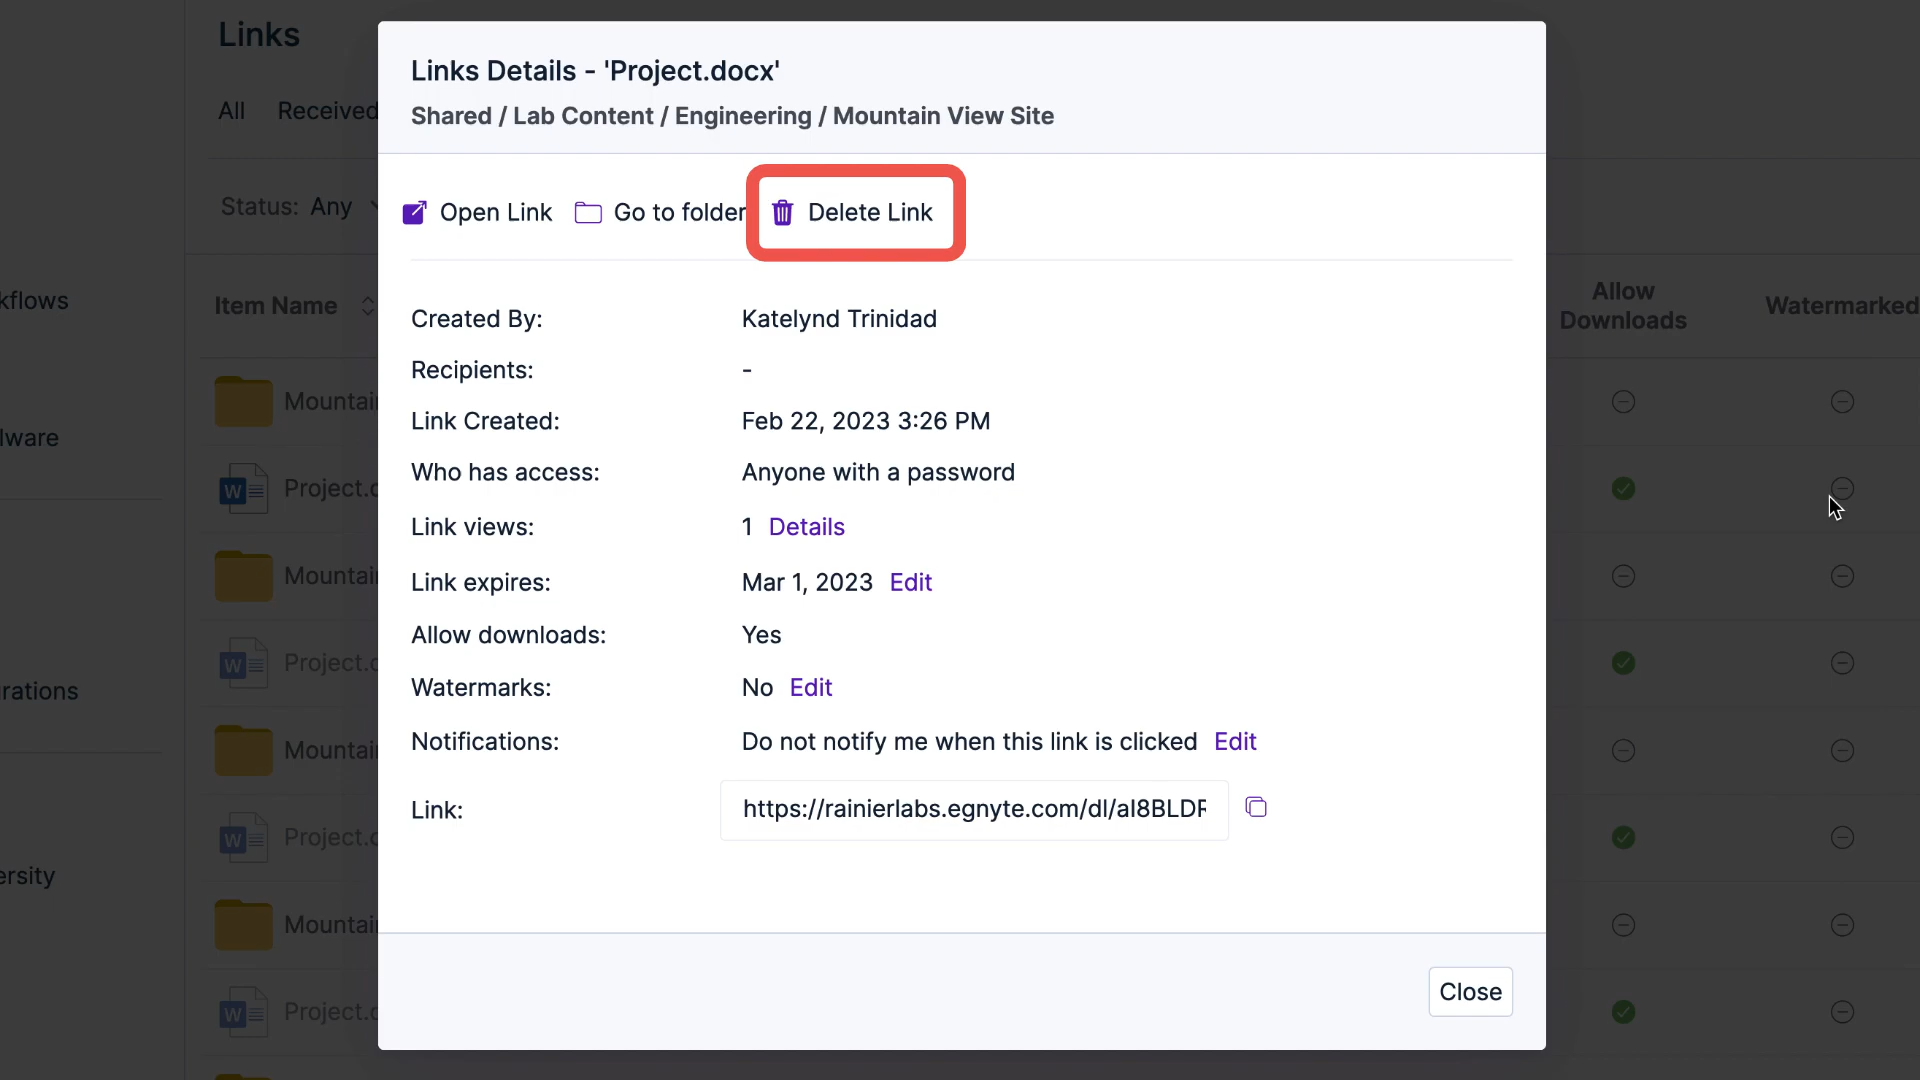 Links
All Received
Status: Any
Links Details - 'Project.docx'
Shared / Lab Content / Engineering / Mountain View Site
Open Link Go to folder Delete Link
Created By: Katelynd Trinidad
Recipients: -
Link Created: Feb 22, 2023 3:26 PM
Who has access: Anyone with a password
Link views: 1 Details
Link expires: Mar 1, 2023 Edit
Allow downloads: Yes
Watermarks: No Edit
Notifications: Do not notify me when this link is clicked Edit
Link: https://rainierlabs.egnyte.com/dl/
Close
kflows
lware
rations
ersity
Item Name
Allow
Downloads
Watermarked
Mountai
Project.
Mountai
Project.
Mountai
Project.
Mountai
Project.